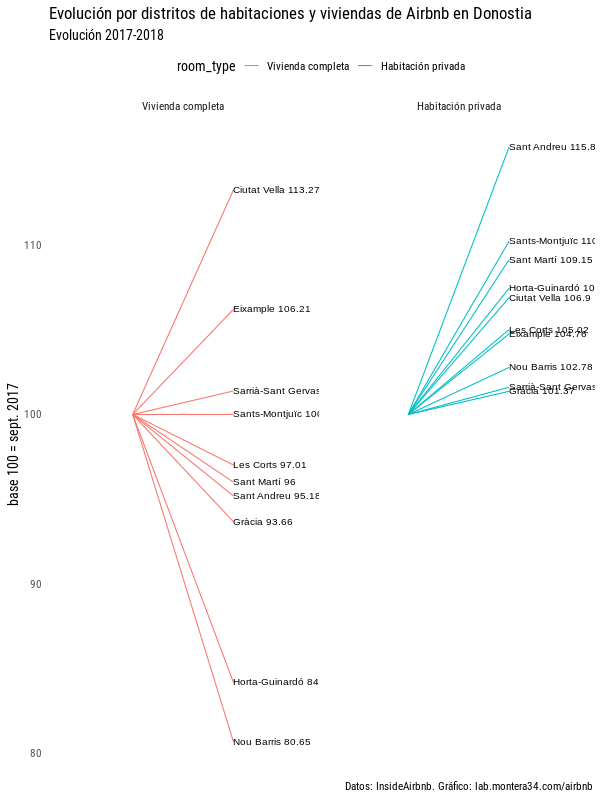 Evolución por distritos de habitaciones y viviendas de Airbnb en Donostia
Evolución 2017-2018
room_type Vivienda completa Habitación privada
Vivienda completa
Habitación privada
base 100 = sept. 2017
110
100
90
80
Ciutat Vella 113.27
Eixample 106.21
Sarrià-Sant Gervas
Sants-Montjuïc 100
Les Corts 97.01
Sant Martí 96
Sant Andreu 95.18
Gràcia 93.66
Horta-Guinardó 84
Nou Barris 80.65
Sant Andreu 115.8
Sants-Montjuïc 110
Sant Martí 109.15
Horta-Guinardó 10
Ciutat Vella 106.9
Les Corts 105.02
Eixample 104.76
Nou Barris 102.78
Sarrià-Sant Gervas
Gràcia 101.37
Datos: InsideAirbnb. Gráfico: lab.montera34.com/airbnb